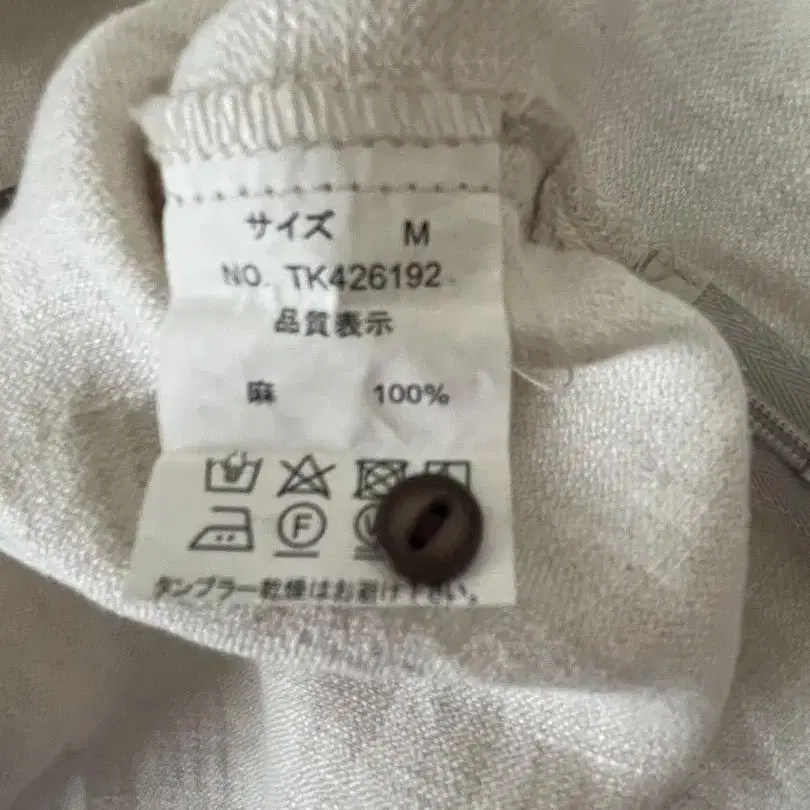 サイズ M
NO. TK426192
品質表示
麻 100%
F
タンブラー乾燥はお避け下さい。